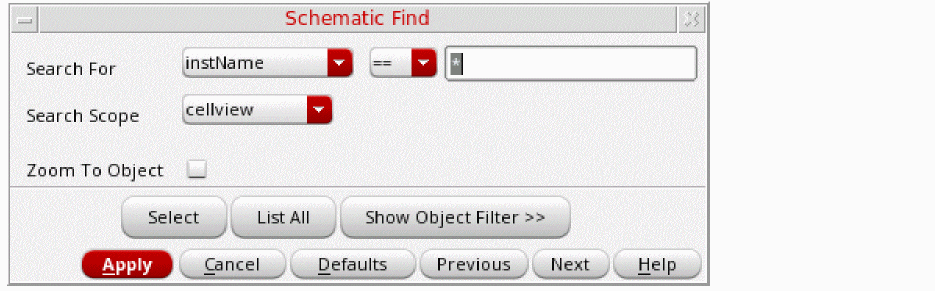 Schematic Find
Search For instName == *
Search Scope cellview
Zoom To Object
Select List All Show Object Filter >>
Apply Cancel Defaults Previous Next Help